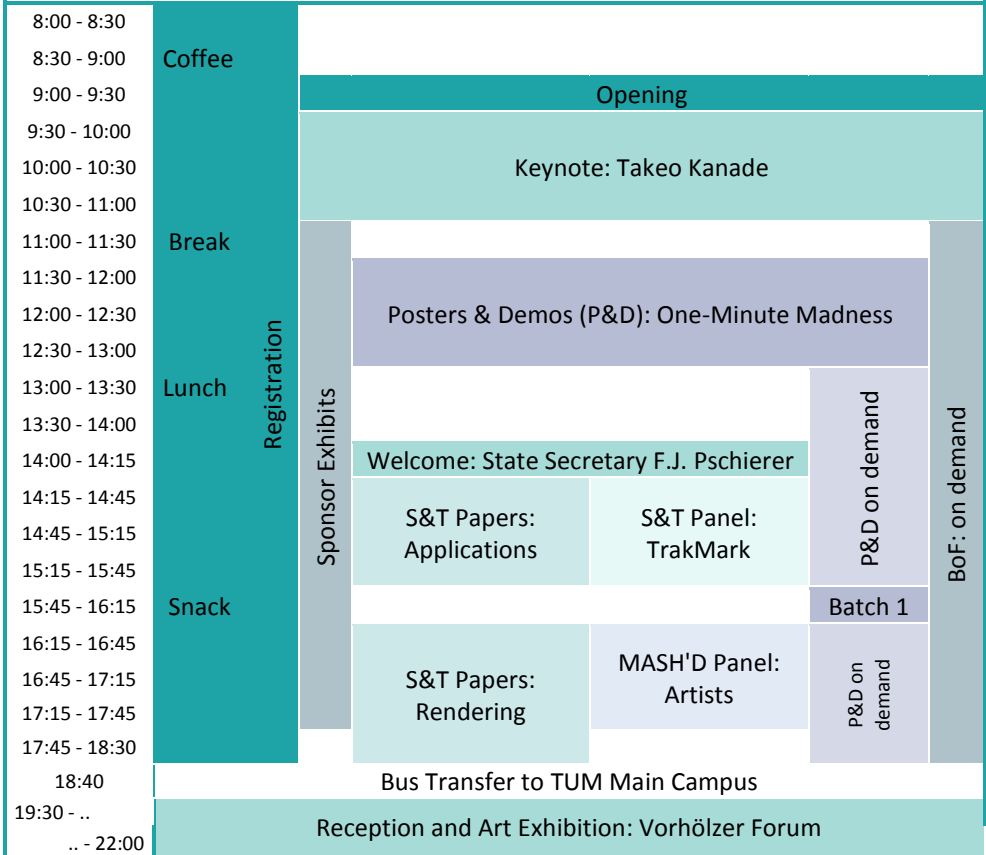 8:00 - 8:30
8:30 - 9:00 Coffee
9:00 - 9:30 Opening
9:30 - 10:00
10:00 - 10:30 Keynote: Takeo Kanade
10:30 - 11:00
11:00 - 11:30 Break
11:30 - 12:00
12:00 - 12:30 Posters & Demos (P&D): One-Minute Madness
12:30 - 13:00
13:00 - 13:30 Lunch
Registration
Sponsor Exhibits
P&D on demand
BoF: on demand
13:30 - 14:00
14:00 - 14:15 Welcome: State Secretary F.J. Pschierer
14:15 - 14:45
14:45 - 15:15
S&T Papers:
Applications
S&T Panel:
TrakMark
15:15 - 15:45
15:45 - 16:15 Snack Batch 1
16:15 - 16:45
16:45 - 17:15
17:15 - 17:45
S&T Papers:
Rendering
MASH'D Panel:
Artists
P&D on
demand
17:45 - 18:30
18:40 Bus Transfer to TUM Main Campus
19:30 - ..
.. - 22:00
Reception and Art Exhibition: Vorhölzer Forum